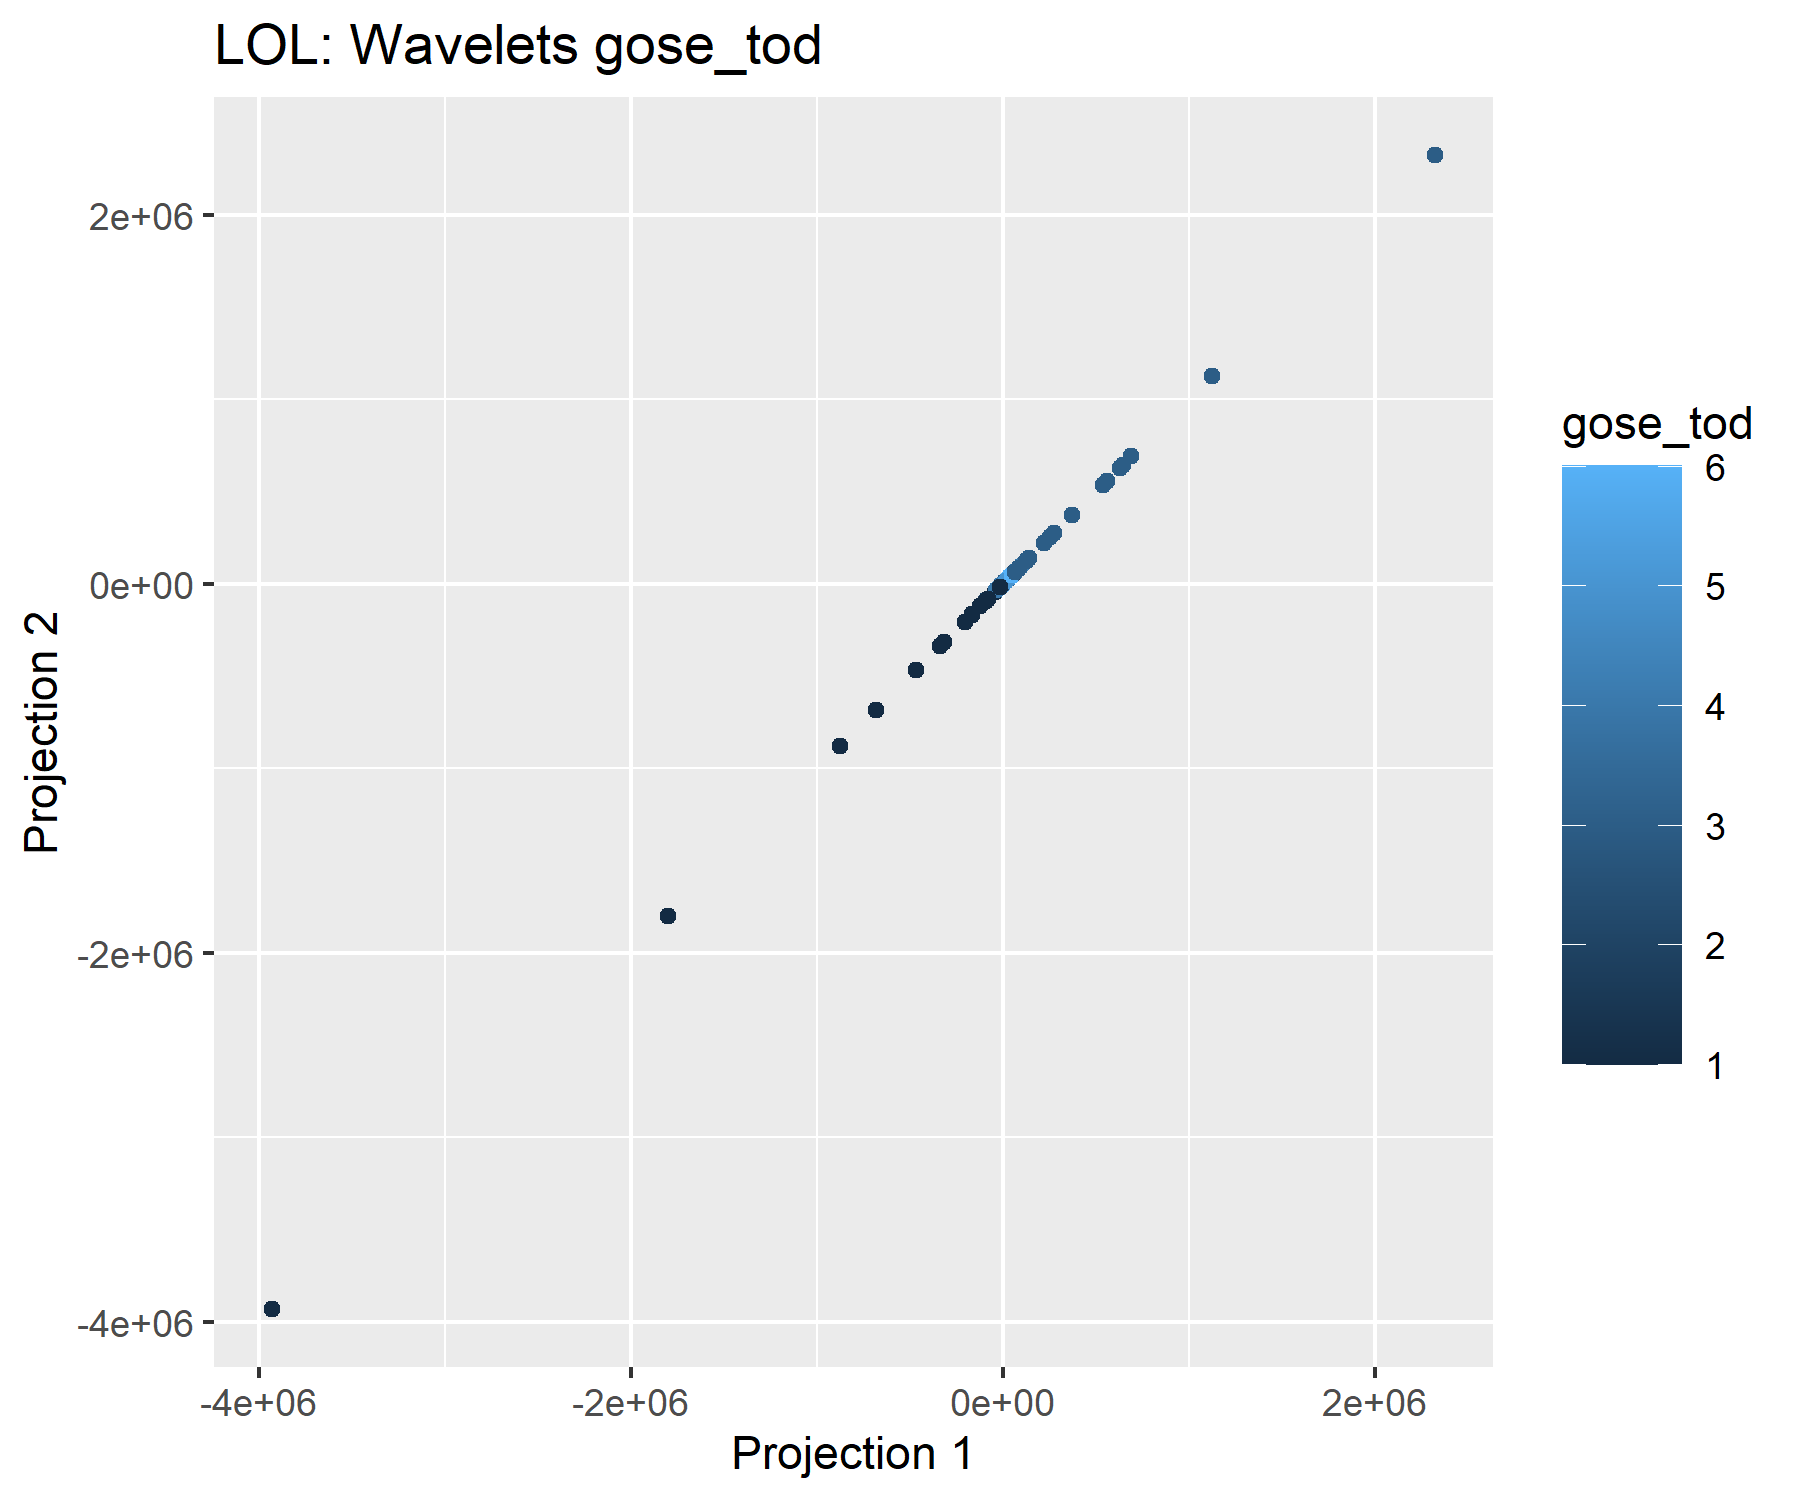 LOL: Wavelets gose_tod
2e+06
0e+00
-2e+06
-4e+06
Projection 2
-4e+06 -2e+06 0e+00 2e+06
Projection 1
gose_tod
6
5
4
3
2
1